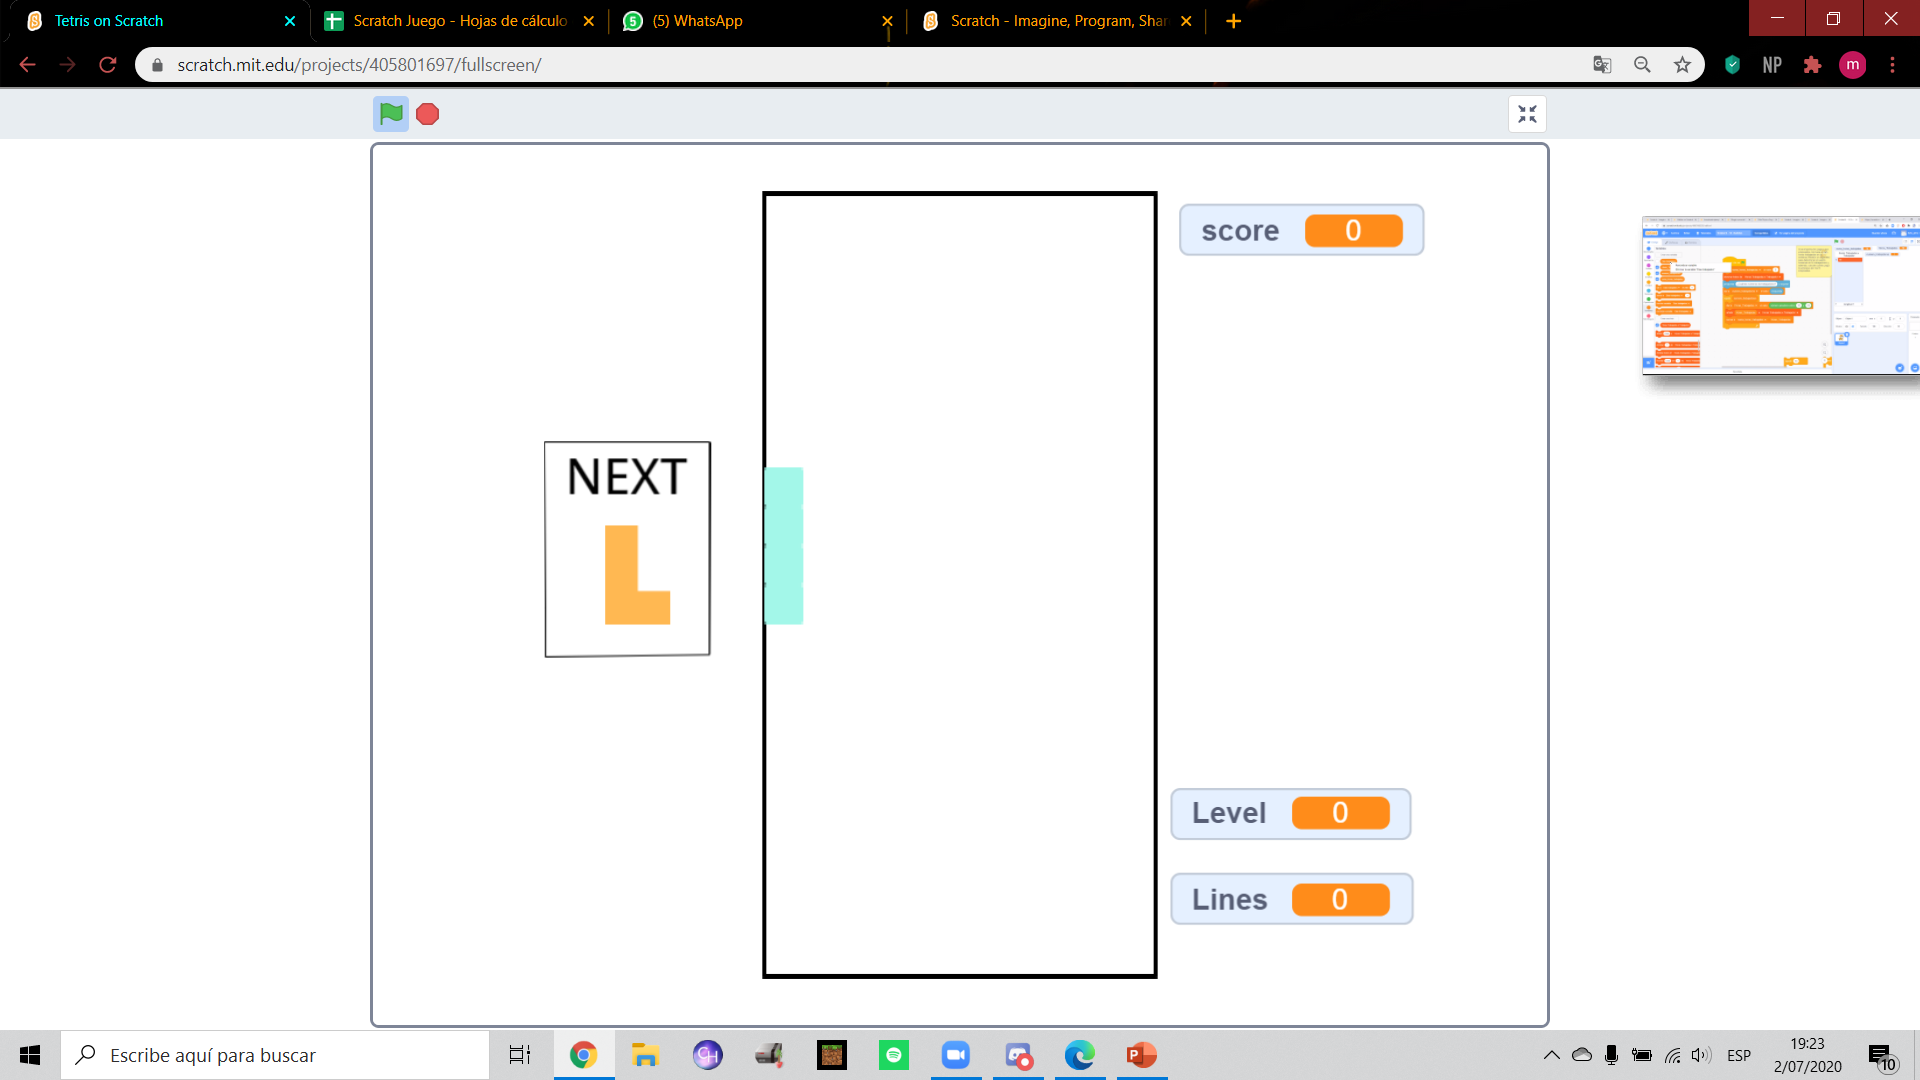 Tetris on Scratch
Scratch Juego - Hojas de cálculo
5
(5) WhatsApp
Scratch - Imagine, Program, Shar
scratch.mit.edu/projects/405801697/fullscreen/
NP
m
score 0
NEXT
Level 0
Lines 0
Escribe aquí para buscar
CH
P
ESP
19:23
2/07/2020
10